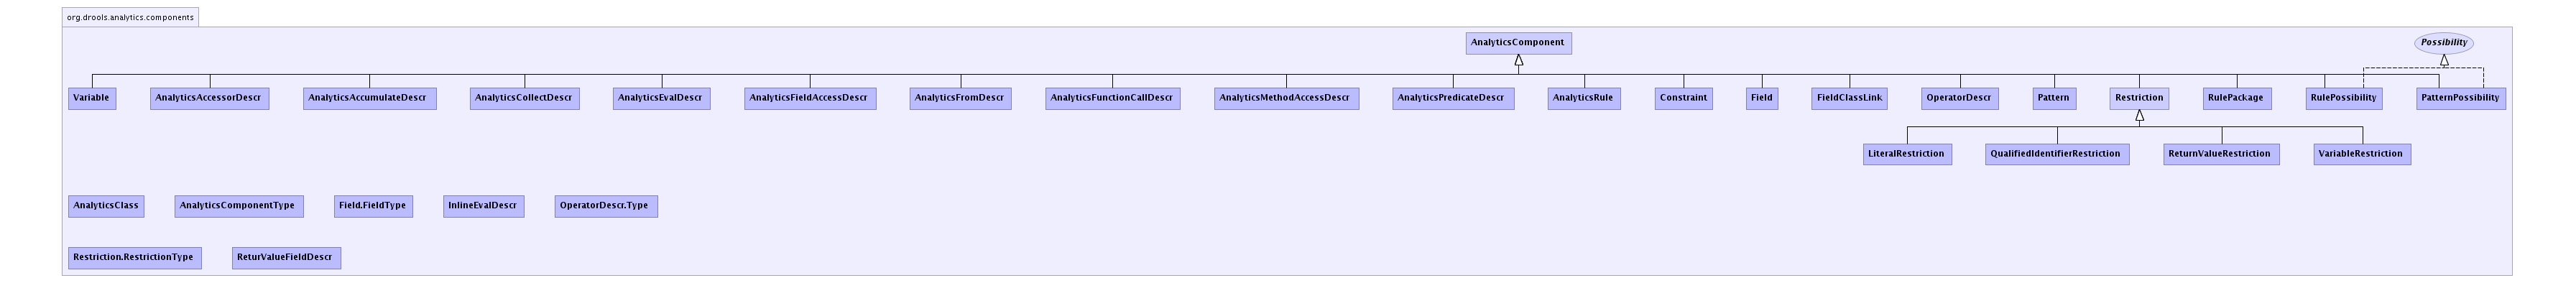 org.drools.analytics.components
AnalyticsComponent
Possibility
Variable
AnalyticsAccessorDescr
AnalyticsAccumulateDescr
AnalyticsCollectDescr
AnalyticsEvalDescr
AnalyticsFieldAccessDescr
AnalyticsFromDescr
AnalyticsFunctionCallDescr
AnalyticsMethodAccessDescr
AnalyticsPredicateDescr
AnalyticsRule
Constraint
Field
FieldClassLink
OperatorDescr
Pattern
Restriction
RulePackage
RulePossibility
PatternPossibility
LiteralRestriction
QualifiedIdentifierRestriction
ReturnValueRestriction
VariableRestriction
AnalyticsClass
AnalyticsComponentType
Field.FieldType
InlineEvalDescr
OperatorDescr.Type
Restriction.RestrictionType
ReturValueFieldDescr